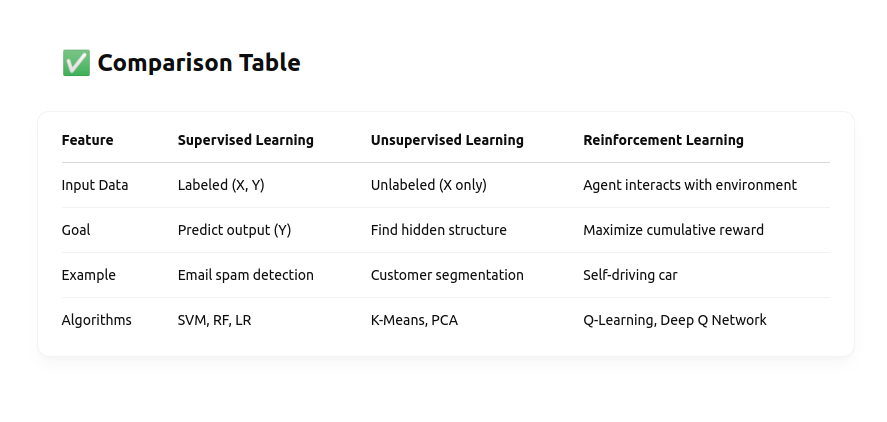 ✅ Comparison Table
Feature Supervised Learning Unsupervised Learning Reinforcement Learning
Input Data Labeled (X, Y) Unlabeled (X only) Agent interacts with environment
Goal Predict output (Y) Find hidden structure Maximize cumulative reward
Example Email spam detection Customer segmentation Self-driving car
Algorithms SVM, RF, LR K-Means, PCA Q-Learning, Deep Q Network